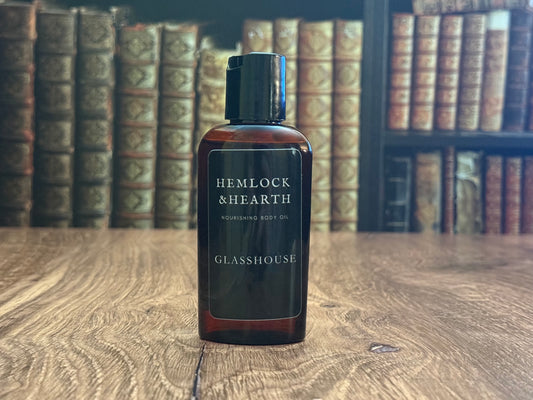 HEMLOCK
&HEARTH
NOURISHING BODY OIL
GLASSHOUSE